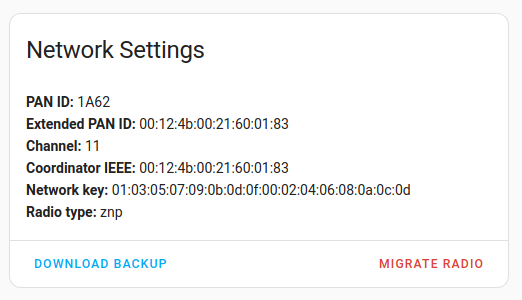 Network Settings
PAN ID: 1A62
Extended PAN ID: 00:12:4b:00:21:60:01:83
Channel: 11
Coordinator IEEE: 00:12:4b:00:21:60:01:83
Network key: 01:03:05:07:09:0b:0d:0f:00:02:04:06:08:0a:0c:0d
Radio type: znp
DOWNLOAD BACKUP
MIGRATE RADIO